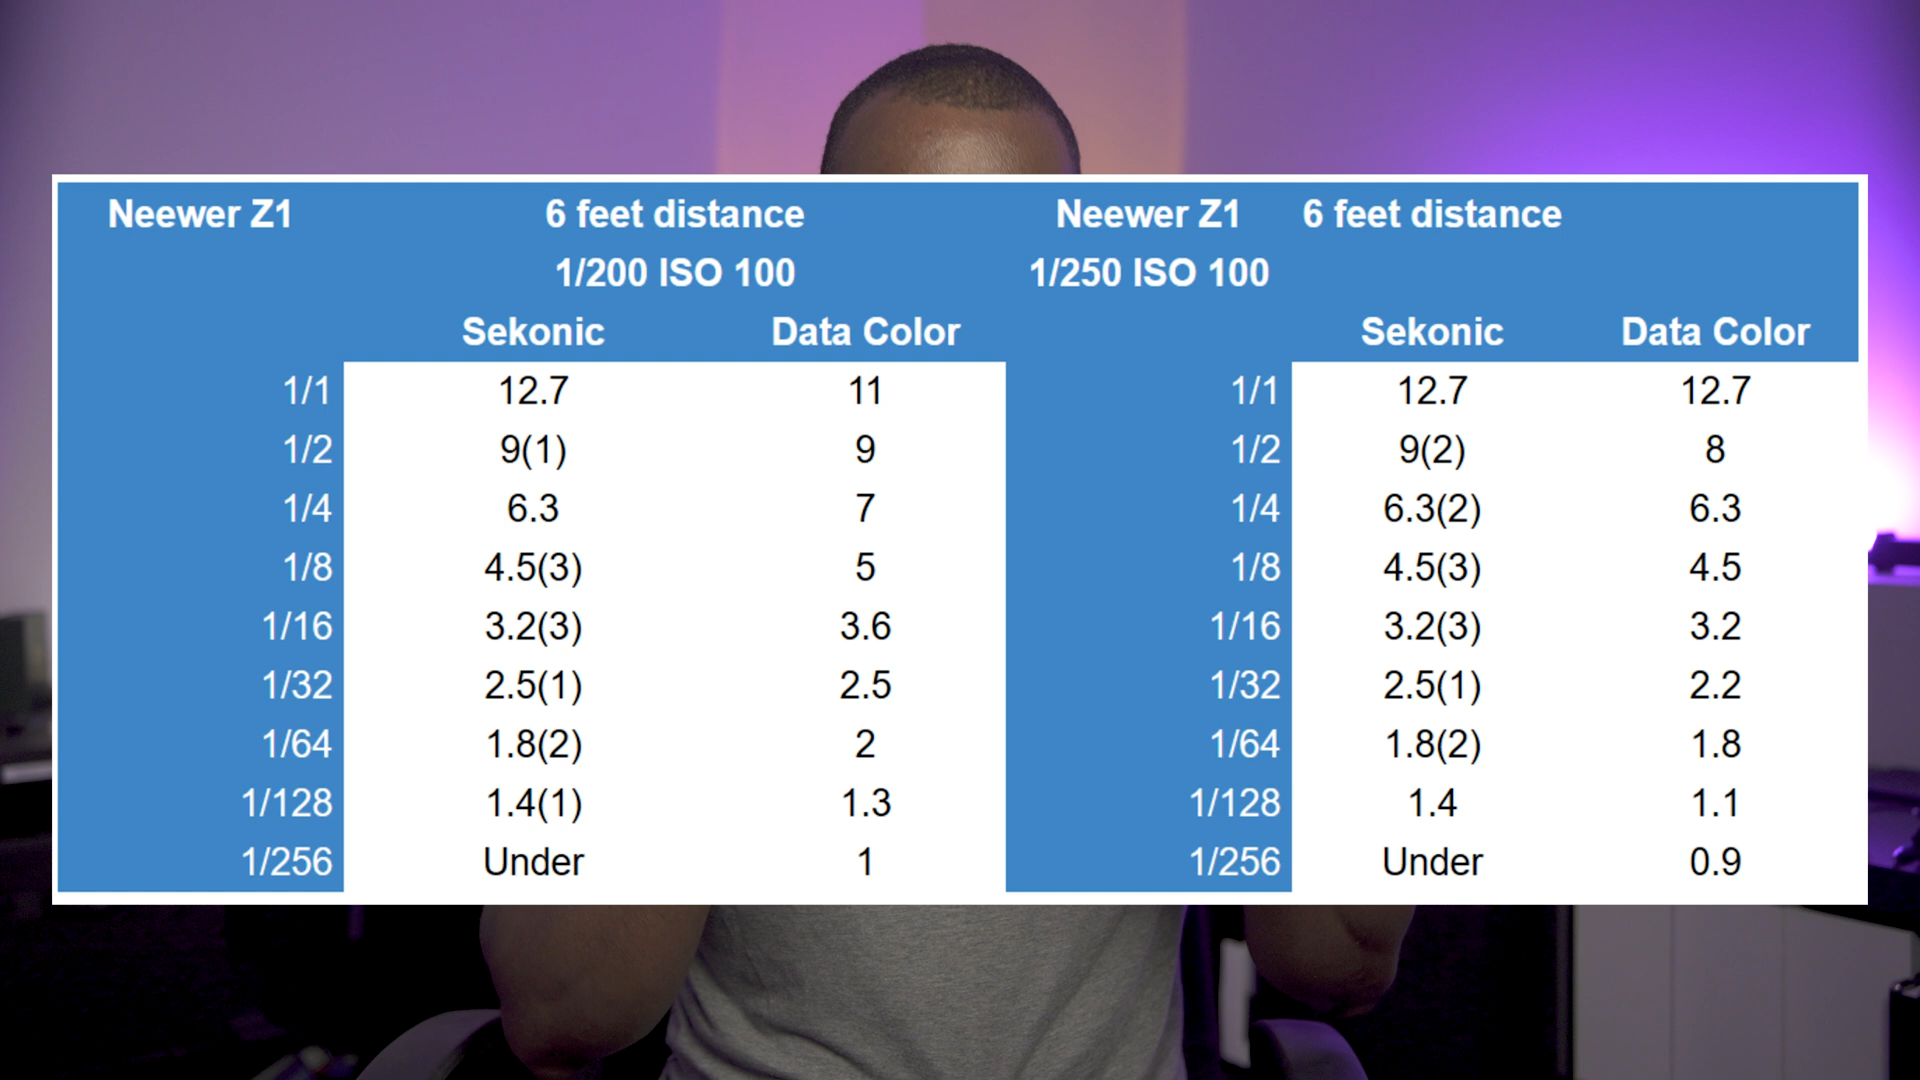 Neewer Z1 6 feet distance Neewer Z1 6 feet distance
1/200 ISO 100 1/250 ISO 100
Sekonic Data Color Sekonic Data Color
1/1 12.7 11 1/1 12.7 12.7
1/2 9(1) 9 1/2 9(2) 8
1/4 6.3 7 1/4 6.3(2) 6.3
1/8 4.5(3) 5 1/8 4.5(3) 4.5
1/16 3.2(3) 3.6 1/16 3.2(3) 3.2
1/32 2.5(1) 2.5 1/32 2.5(1) 2.2
1/64 1.8(2) 2 1/64 1.8(2) 1.8
1/128 1.4(1) 1.3 1/128 1.4 1.1
1/256 Under 1 1/256 Under 0.9